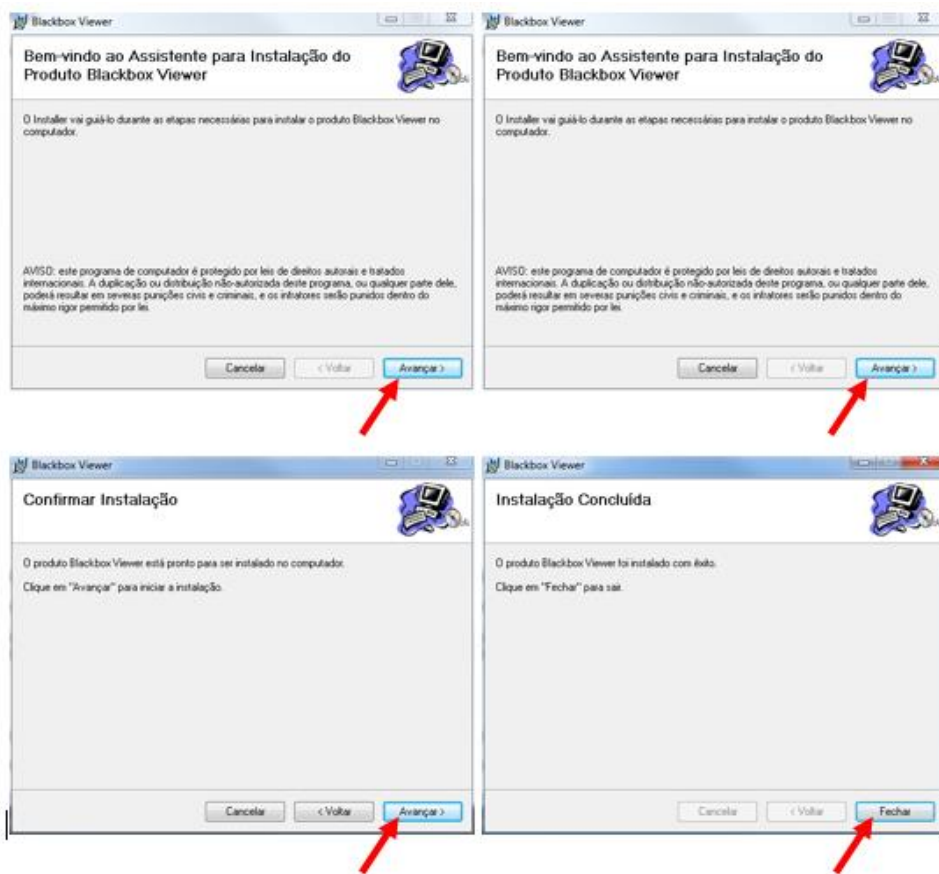 Blackbox Viewer
Bem-vindo ao Assistente para Instalação do
Produto Blackbox Viewer
O Installer vai guiá-lo durante as etapas necessárias para instalar o produto Blackbox Viewer no
computador.
AVISO: este programa de computador é protegido por leis de direitos autorais e tratados
internacionais. A duplicação ou distribuição não-autorizada deste programa, ou qualquer parte dele,
poderá resultar em severas punições civis e criminais, e os infratores serão punidos dentro do
máximo rigor permitido por lei.
Cancelar
< Voltar
Avançar >
Blackbox Viewer
Bem-vindo ao Assistente para Instalação do
Produto Blackbox Viewer
O Installer vai guiá-lo durante as etapas necessárias para instalar o produto Blackbox Viewer no
computador.
AVISO: este programa de computador é protegido por leis de direitos autorais e tratados
internacionais. A duplicação ou distribuição não-autorizada deste programa, ou qualquer parte dele,
poderá resultar em severas punições civis e criminais, e os infratores serão punidos dentro do
máximo rigor permitido por lei.
Cancelar
< Voltar
Avançar >
Blackbox Viewer
Confirmar Instalação
O produto Blackbox Viewer está pronto para ser instalado no computador.
Clique em "Avançar" para iniciar a instalação.
Cancelar
< Voltar
Avançar >
Blackbox Viewer
Instalação Concluída
O produto Blackbox Viewer foi instalado com êxito.
Clique em "Fechar" para sair.
Cancelar
< Voltar
Fechar